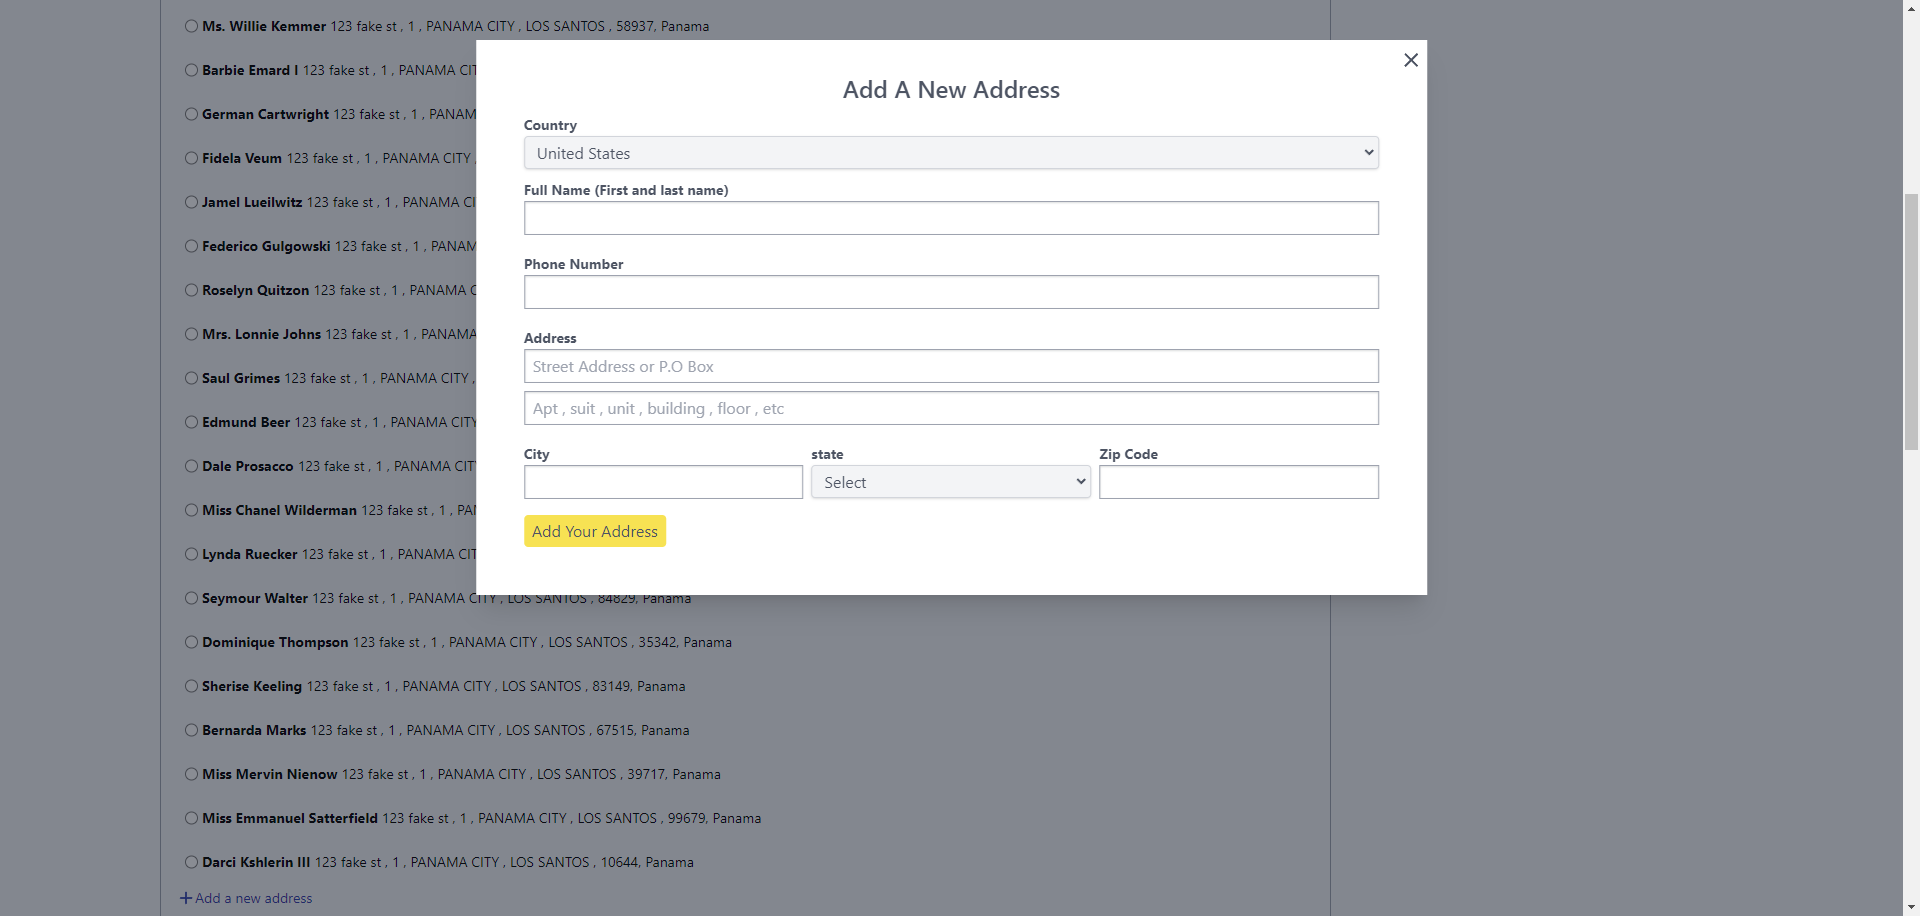 Ms. Willie Kemmer 123 fake st , 1 , PANAMA CITY , LOS SANTOS , 58937, Panama
Barbie Emard I 123 fake st , 1 , PANAMA CIT
German Cartwright 123 fake st , 1 , PANAM
Fidela Veum 123 fake st , 1 , PANAMA CITY ,
Jamel Lueilwitz 123 fake st , 1 , PANAMA CI
Federico Gulgowski 123 fake st , 1 , PANAM
Roselyn Quitzon 123 fake st , 1 , PANAMA C
Mrs. Lonnie Johns 123 fake st , 1 , PANAMA
Saul Grimes 123 fake st , 1 , PANAMA CITY ,
Edmund Beer 123 fake st , 1 , PANAMA CITY
Dale Prosacco 123 fake st , 1 , PANAMA CIT
Miss Chanel Wilderman 123 fake st , 1 , PA
Lynda Ruecker 123 fake st , 1 , PANAMA CIT
Seymour Walter 123 fake st , 1 , PANAMA CITY , LOS SANTOS , 84829, Panama
Dominique Thompson 123 fake st , 1 , PANAMA CITY , LOS SANTOS , 35342, Panama
Sherise Keeling 123 fake st , 1 , PANAMA CITY , LOS SANTOS , 83149, Panama
Bernarda Marks 123 fake st , 1 , PANAMA CITY , LOS SANTOS , 67515, Panama
Miss Mervin Nienow 123 fake st , 1 , PANAMA CITY , LOS SANTOS , 39717, Panama
Miss Emmanuel Satterfield 123 fake st , 1 , PANAMA CITY , LOS SANTOS , 99679, Panama
Darci Kshlerin III 123 fake st , 1 , PANAMA CITY , LOS SANTOS , 10644, Panama
Add a new address
Add A New Address
Country
United States
Full Name (First and last name)
Phone Number
Address
Street Address or P.O Box
Apt , suit , unit , building , floor , etc
City state Zip Code
Select
Add Your Address